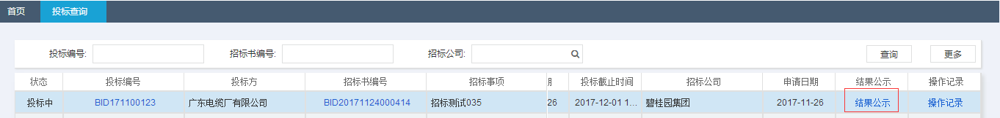 首页 投标查询
投标编号: 招标书编号: 招标公司: 查询 更多
状态 投标编号 投标方 招标书编号 招标事项 投标截止时间 招标公司 申请日期 结果公示 操作记录
投标中 BID171100123 广东电缆厂有限公司 BID20171124000414 招标测试035 26 2017-12-01 1... 碧桂园集团 2017-11-26 结果公示 操作记录